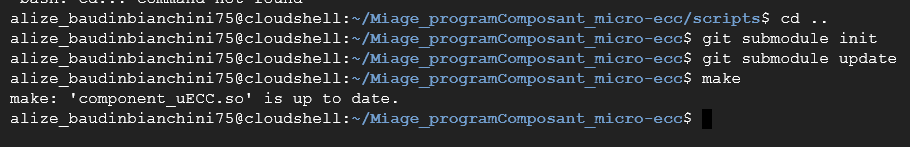 bash: cd...: command not found
alize_baudinbianchini75@cloudshell:~/Miage_programComposant_micro-ecc/scripts$ cd ..
alize_baudinbianchini75@cloudshell:~/Miage_programComposant_micro-ecc$ git submodule init
alize_baudinbianchini75@cloudshell:~/Miage_programComposant_micro-ecc$ git submodule update
alize_baudinbianchini75@cloudshell:~/Miage_programComposant_micro-ecc$ make
make: 'component_uECC.so' is up to date.
alize_baudinbianchini75@cloudshell:~/Miage_programComposant_micro-ecc$